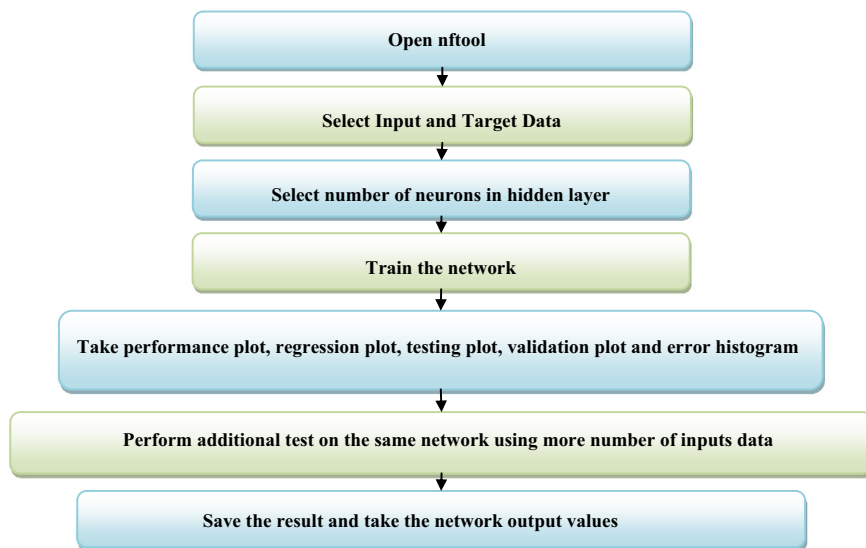 Open nftool
Select Input and Target Data
Select number of neurons in hidden layer
Train the network
Take performance plot, regression plot, testing plot, validation plot and error histogram
Perform additional test on the same network using more number of inputs data
Save the result and take the network output values